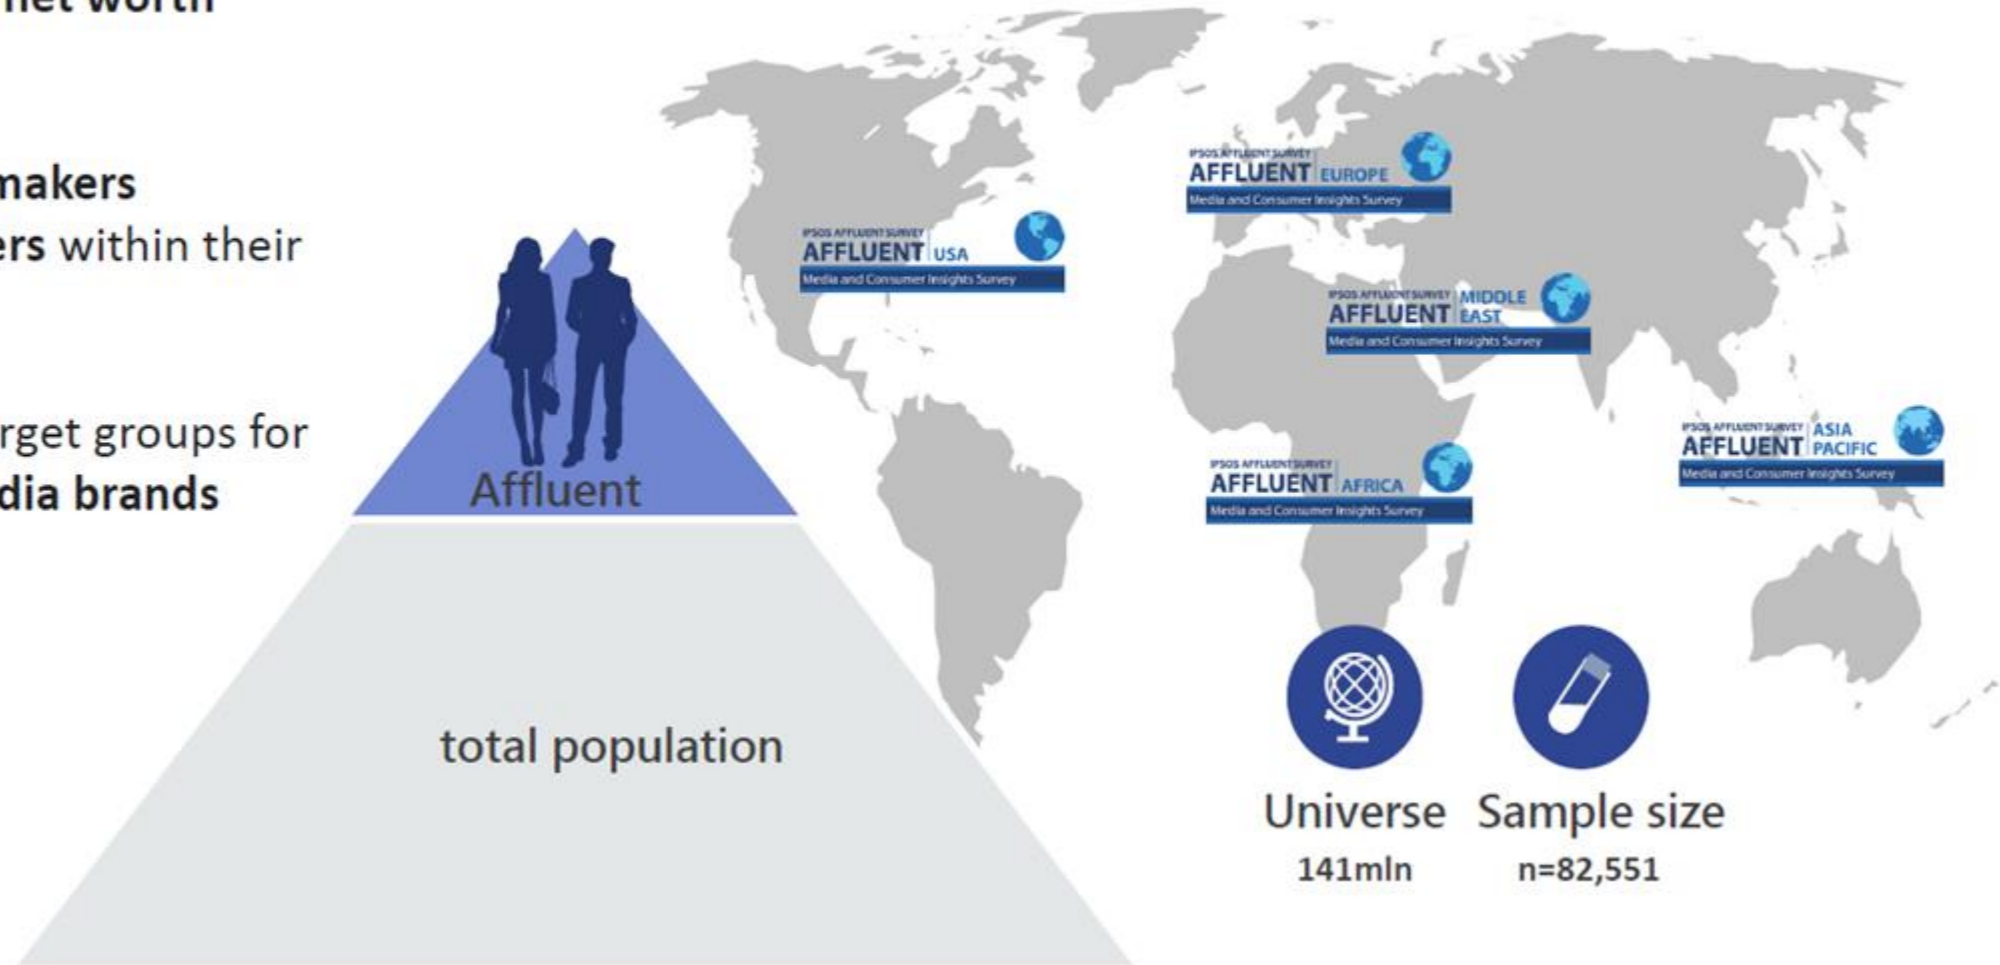 net worth
makers
ers within their
rget groups for
dia brands
Affluent
total population
IPSOS AFFLUENT SURVEY
AFFLUENT USA
Media and Consumer Insights Survey
IPSOS AFFLUENT SURVEY
AFFLUENT EUROPE
Media and Consumer Insights Survey
IPSOS AFFLUENT SURVEY
AFFLUENT MIDDLE EAST
Media and Consumer Insights Survey
IPSOS AFFLUENT SURVEY
AFFLUENT AFRICA
Media and Consumer Insights Survey
IPSOS AFFLUENT SURVEY
AFFLUENT ASIA PACIFIC
Media and Consumer Insights Survey
Universe
141mln
Sample size
n=82,551